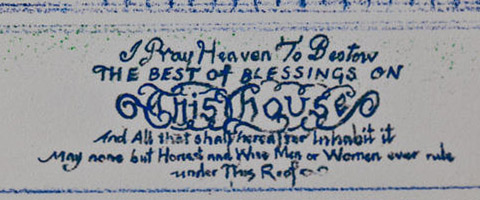 I Pray Heaven To Bestow
THE BEST of BLESSINGS ON
This house
And All that shall hereafter Inhabit it
May none but Honest and Wise Men or Women ever rule
under This Roof